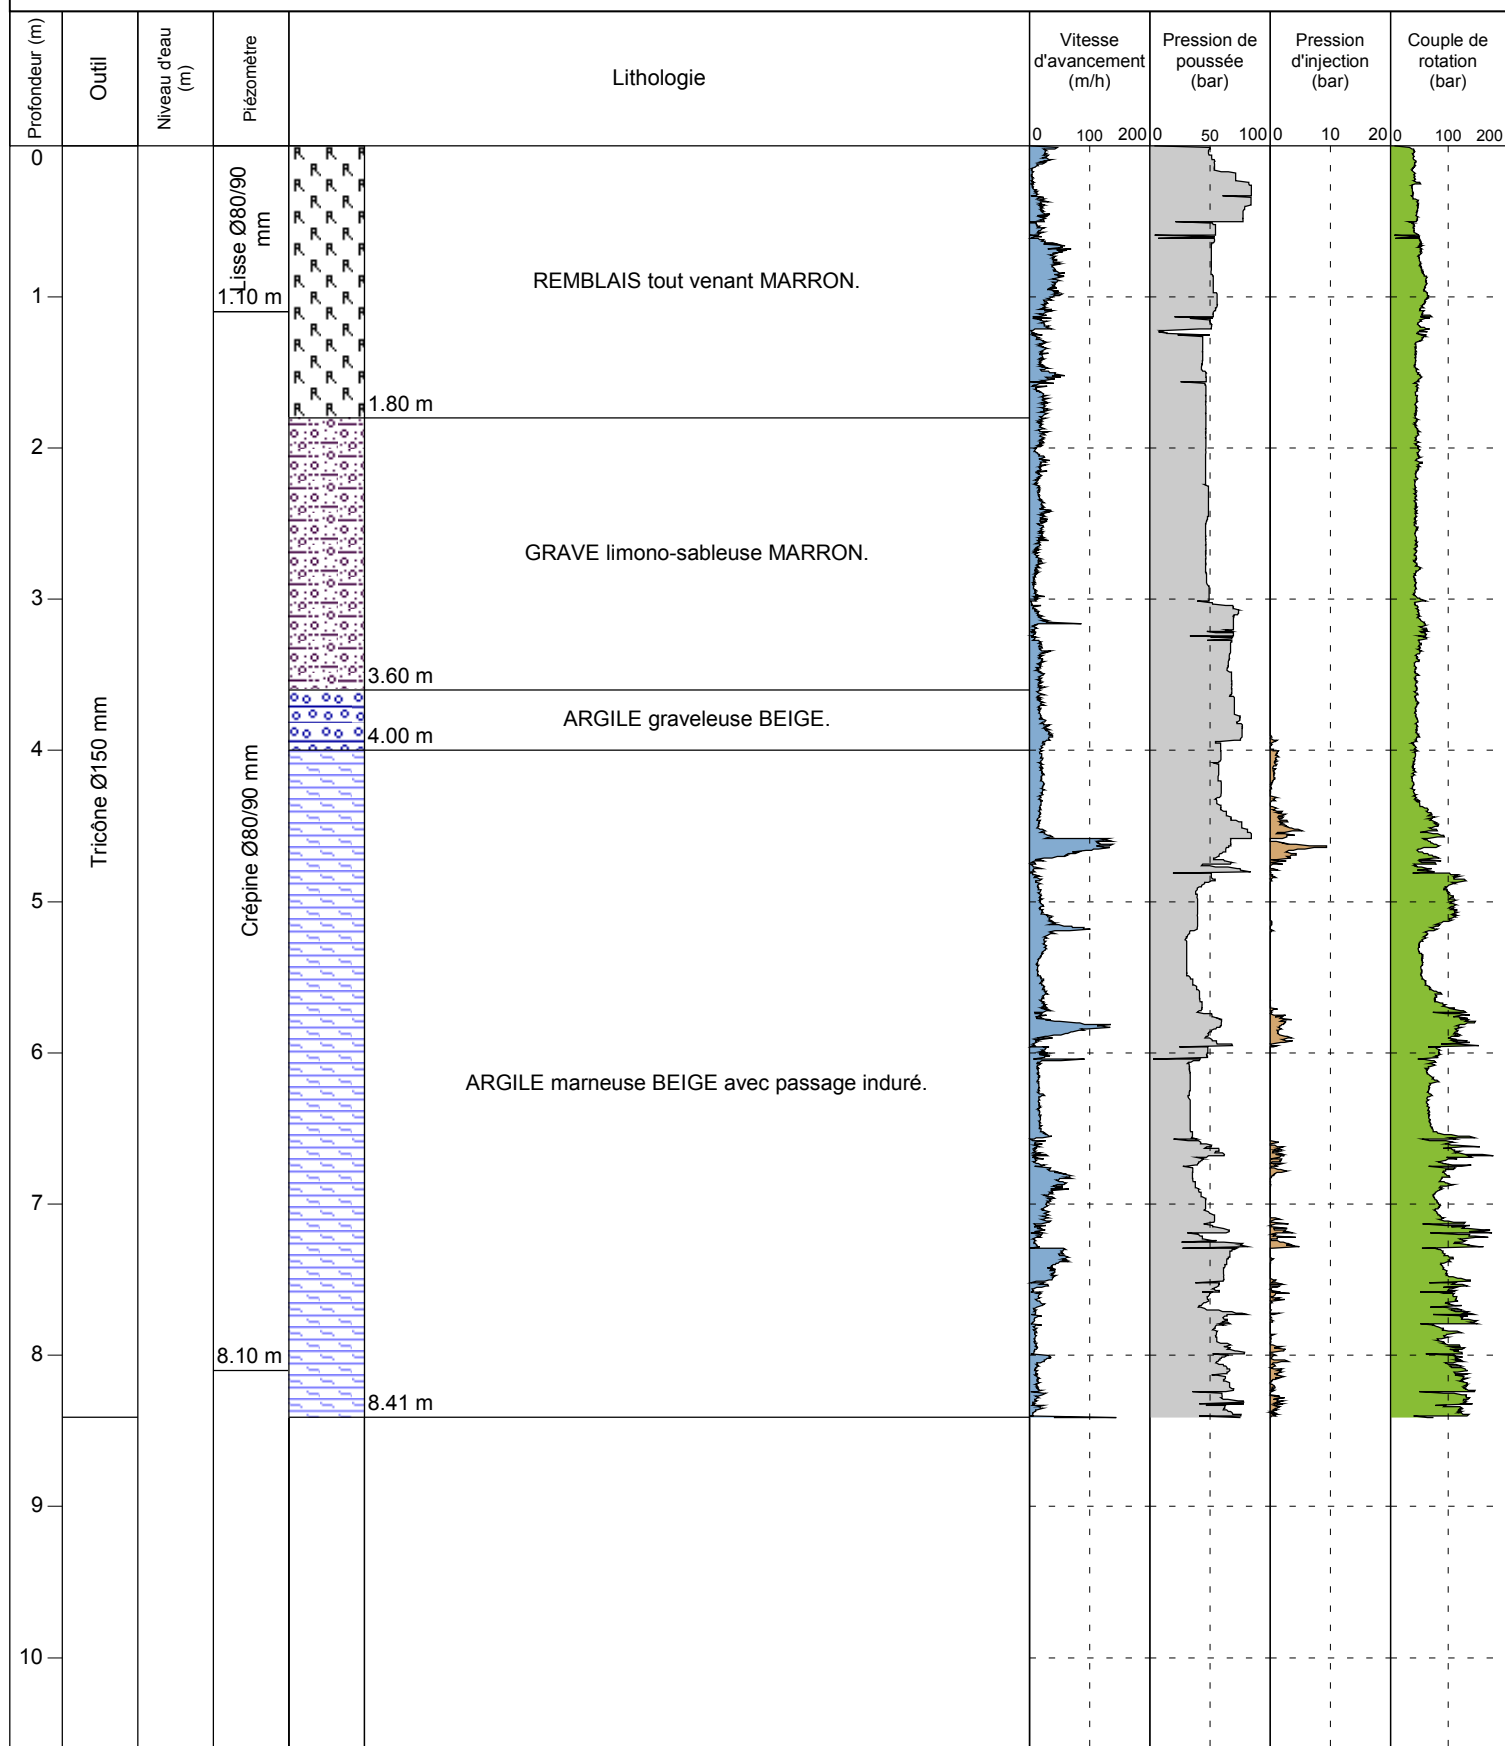 Profondeur (m)
Outil
Niveau d'eau
(m)
Piézomètre
Lithologie
Vitesse
d'avancement
(m/h)
Pression de
poussée
(bar)
Pression
d'injection
(bar)
Couple de
rotation
(bar)
0 100 200
0 50 100
0 10 20
0 100 200
0
1
2
3
4
5
6
7
8
9
10
Tricône Ø150 mm
Lisse Ø80/90
mm
1.10 m
Crépine Ø80/90 mm
8.10 m
REMBLAIS tout venant MARRON.
1.80 m
GRAVE limono-sableuse MARRON.
3.60 m
ARGILE graveleuse BEIGE.
4.00 m
ARGILE marneuse BEIGE avec passage induré.
8.41 m